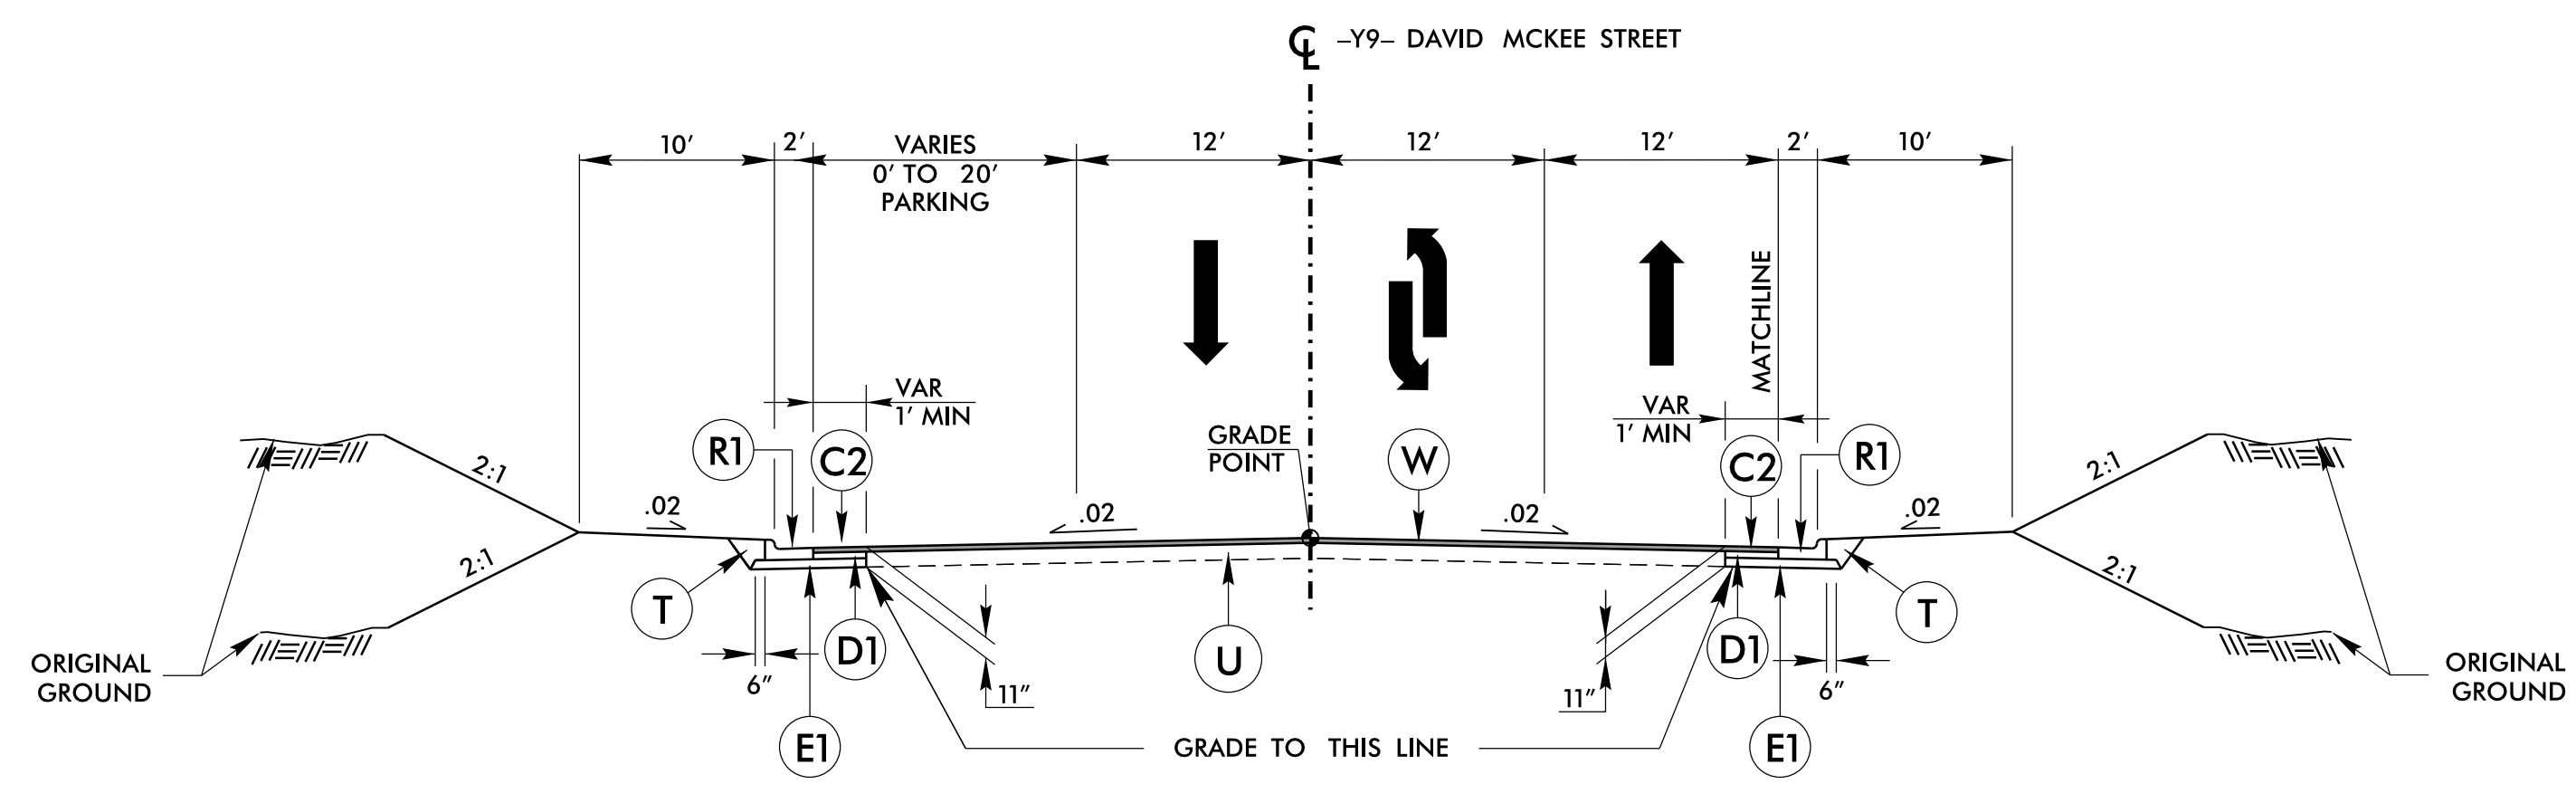 ℄ –Y9– DAVID MCKEE STREET
10′
2′
VARIES
0′ TO 20′
PARKING
12′
12′
12′
2′
10′
MATCHLINE
VAR
1′ MIN
VAR
1′ MIN
GRADE
POINT
R1
C2
W
C2
R1
2:1
2:1
.02
.02
.02
.02
2:1
2:1
T
D1
U
D1
T
ORIGINAL
GROUND
ORIGINAL
GROUND
6″
11″
11″
6″
E1
GRADE TO THIS LINE
E1